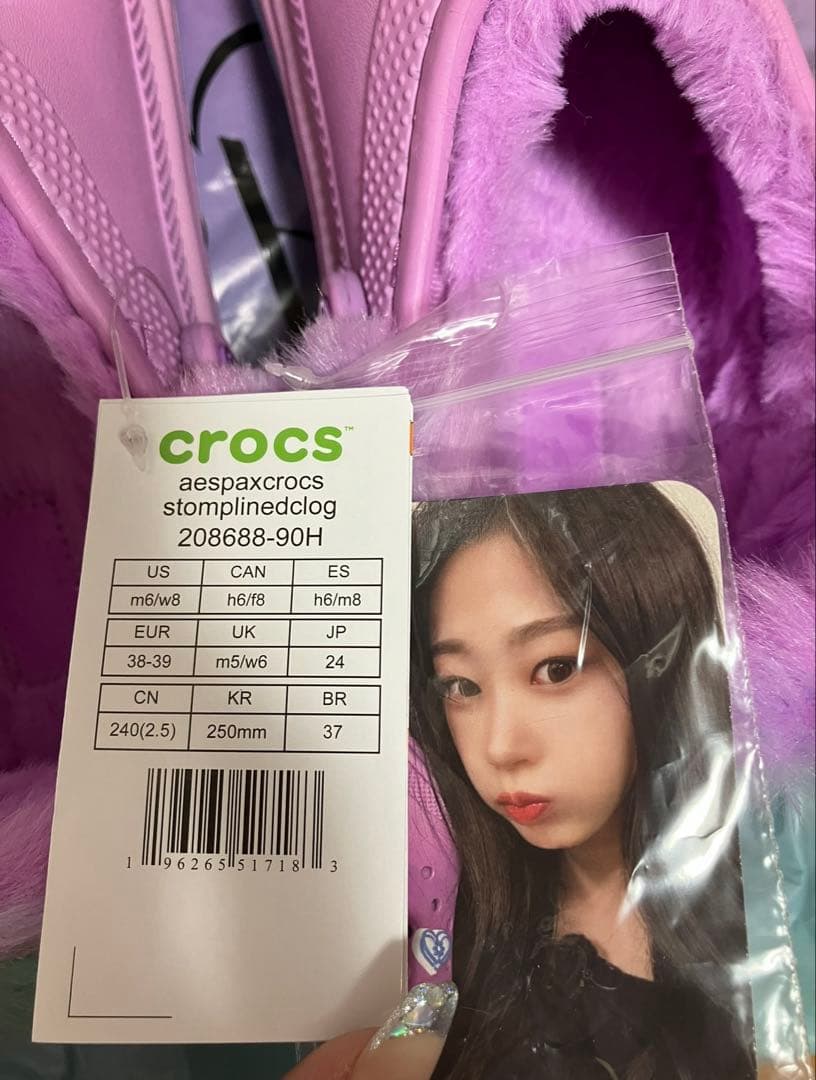 crocs™
aespaxcrocs
stomplinedclog
208688-90H
US CAN ES
m6/w8 h6/f8 h6/m8
EUR UK JP
38-39 m5/w6 24
CN KR BR
240(2.5) 250mm 37
1 96265 51718 3